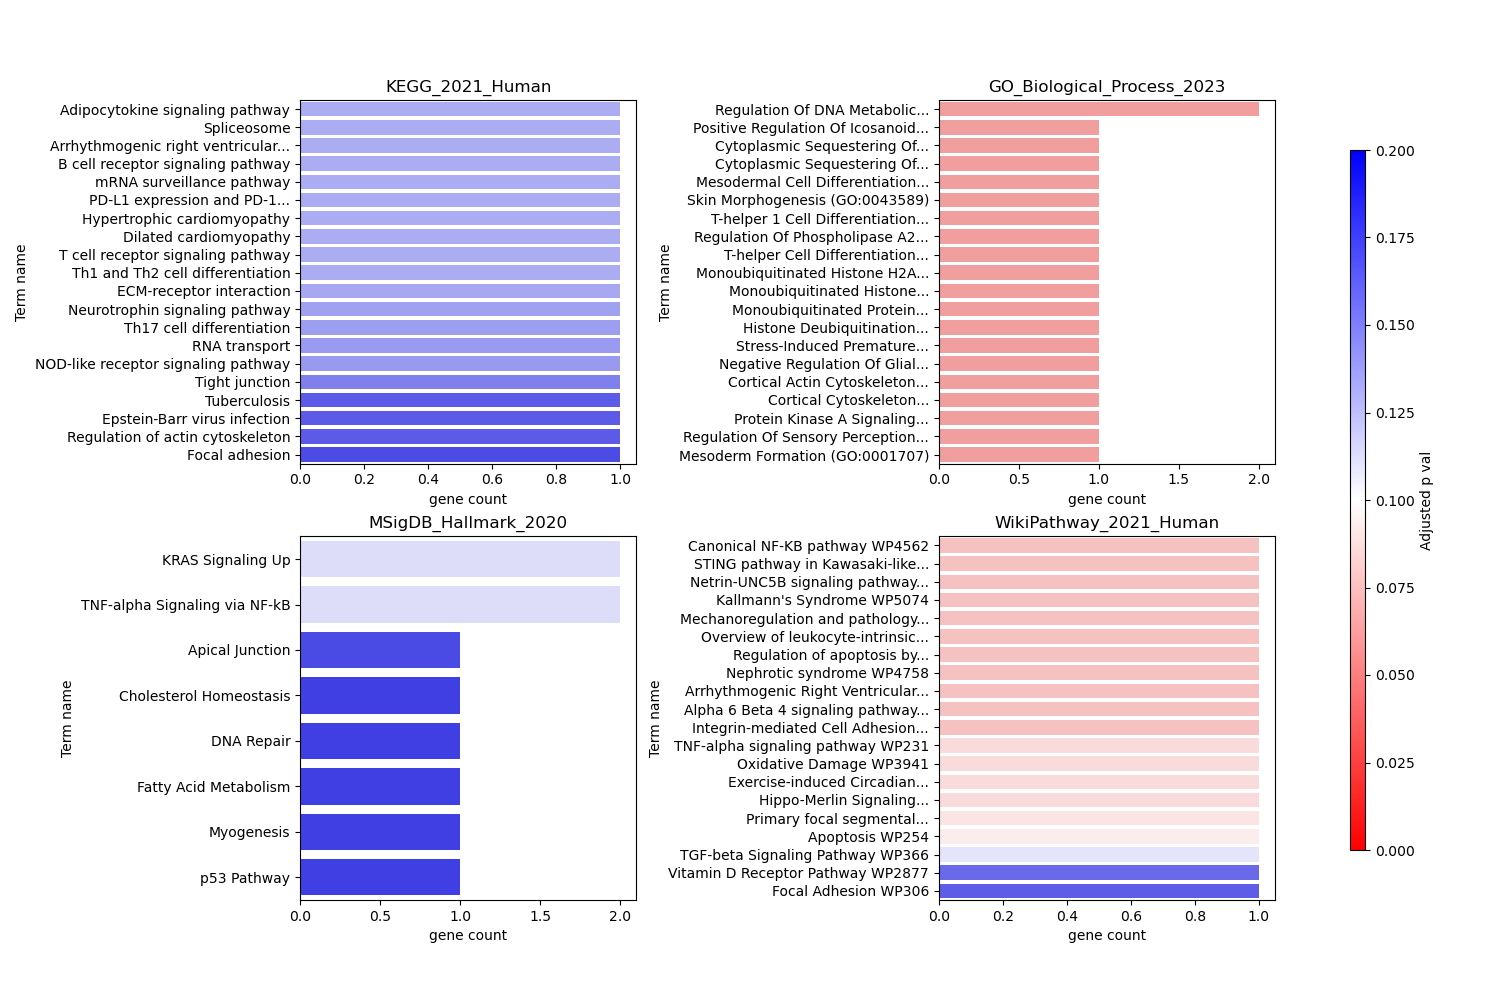 KEGG_2021_Human
Adipocytokine signaling pathway
Spliceosome
Arrhythmogenic right ventricular...
B cell receptor signaling pathway
mRNA surveillance pathway
PD-L1 expression and PD-1...
Hypertrophic cardiomyopathy
Dilated cardiomyopathy
T cell receptor signaling pathway
Th1 and Th2 cell differentiation
ECM-receptor interaction
Neurotrophin signaling pathway
Th17 cell differentiation
RNA transport
NOD-like receptor signaling pathway
Tight junction
Tuberculosis
Epstein-Barr virus infection
Regulation of actin cytoskeleton
Focal adhesion
Term name
0.0 0.2 0.4 0.6 0.8 1.0
gene count
GO_Biological_Process_2023
Regulation Of DNA Metabolic...
Positive Regulation Of Icosanoid...
Cytoplasmic Sequestering Of...
Cytoplasmic Sequestering Of...
Mesodermal Cell Differentiation...
Skin Morphogenesis (GO:0043589)
T-helper 1 Cell Differentiation...
Regulation Of Phospholipase A2...
T-helper Cell Differentiation...
Monoubiquitinated Histone H2A...
Monoubiquitinated Histone...
Monoubiquitinated Protein...
Histone Deubiquitination...
Stress-Induced Premature...
Negative Regulation Of Glial...
Cortical Actin Cytoskeleton...
Cortical Cytoskeleton...
Protein Kinase A Signaling...
Regulation Of Sensory Perception...
Mesoderm Formation (GO:0001707)
Term name
0.0 0.5 1.0 1.5 2.0
gene count
MSigDB_Hallmark_2020
KRAS Signaling Up
TNF-alpha Signaling via NF-kB
Apical Junction
Cholesterol Homeostasis
DNA Repair
Fatty Acid Metabolism
Myogenesis
p53 Pathway
Term name
0.0 0.5 1.0 1.5 2.0
gene count
WikiPathway_2021_Human
Canonical NF-KB pathway WP4562
STING pathway in Kawasaki-like...
Netrin-UNC5B signaling pathway...
Kallmann's Syndrome WP5074
Mechanoregulation and pathology...
Overview of leukocyte-intrinsic...
Regulation of apoptosis by...
Nephrotic syndrome WP4758
Arrhythmogenic Right Ventricular...
Alpha 6 Beta 4 signaling pathway...
Integrin-mediated Cell Adhesion...
TNF-alpha signaling pathway WP231
Oxidative Damage WP3941
Exercise-induced Circadian...
Hippo-Merlin Signaling...
Primary focal segmental...
Apoptosis WP254
TGF-beta Signaling Pathway WP366
Vitamin D Receptor Pathway WP2877
Focal Adhesion WP306
Term name
0.0 0.2 0.4 0.6 0.8 1.0
gene count
0.200
0.175
0.150
0.125
0.100
0.075
0.050
0.025
0.000
Adjusted p val